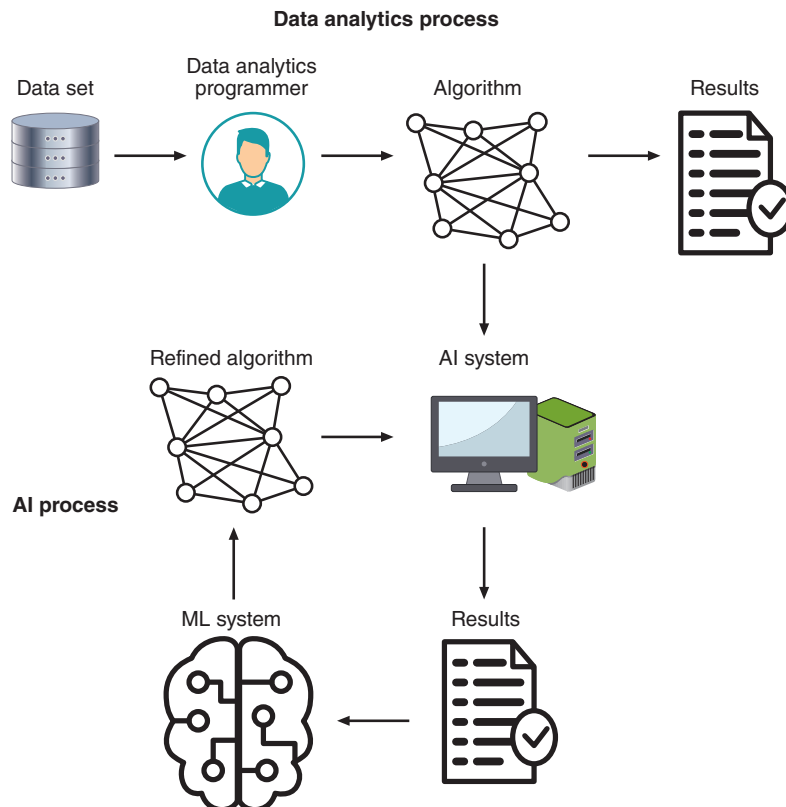 Data analytics process
Data set
Data analytics
programmer
Algorithm
Results
Refined algorithm
AI system
AI process
ML system
Results